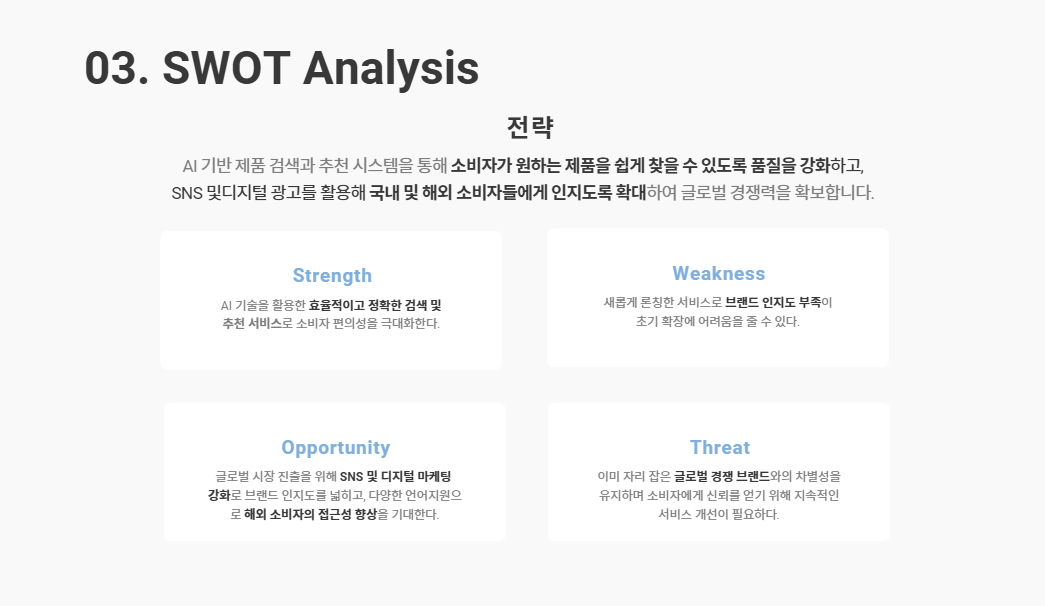 03. SWOT Analysis
전략
AI 기반 제품 검색과 추천 시스템을 통해 소비자가 원하는 제품을 쉽게 찾을 수 있도록 품질을 강화하고,
SNS 및디지털 광고를 활용해 국내 및 해외 소비자들에게 인지도록 확대하여 글로벌 경쟁력을 확보합니다.
Strength
AI 기술을 활용한 효율적이고 정확한 검색 및
추천 서비스로 소비자 편의성을 극대화한다.
Weakness
새롭게 론칭한 서비스로 브랜드 인지도 부족이
초기 확장에 어려움을 줄 수 있다.
Opportunity
글로벌 시장 진출을 위해 SNS 및 디지털 마케팅
강화로 브랜드 인지도를 넓히고, 다양한 언어지원으
로 해외 소비자의 접근성 향상을 기대한다.
Threat
이미 자리 잡은 글로벌 경쟁 브랜드와의 차별성을
유지하며 소비자에게 신뢰를 얻기 위해 지속적인
서비스 개선이 필요하다.